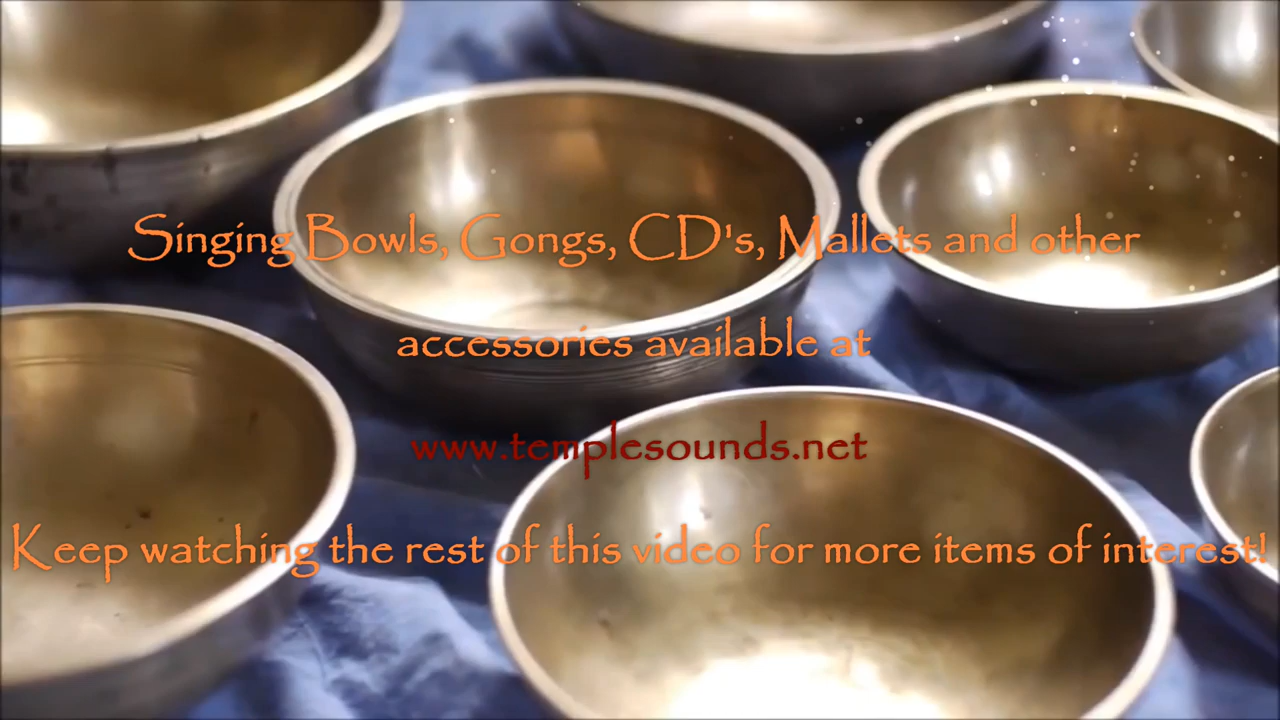 Singing Bowls, Gongs, CD's, Mallets and other
accessories available at
www.templesounds.net
Keep watching the rest of this video for more items of interest!